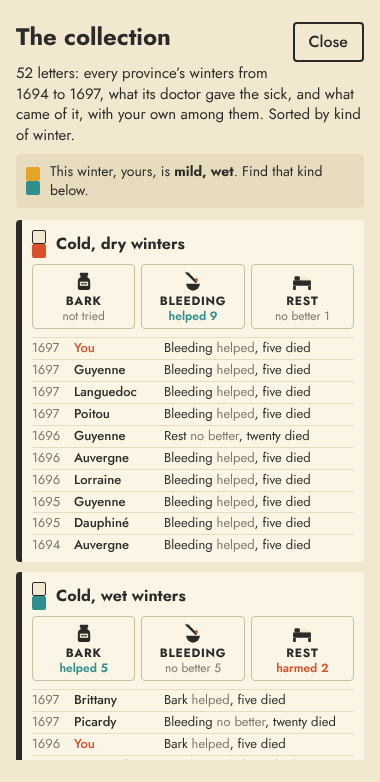 The collection
Close
52 letters: every province's winters from
1694 to 1697, what its doctor gave the sick, and what
came of it, with your own among them. Sorted by kind
of winter.
This winter, yours, is mild, wet. Find that kind
below.
Cold, dry winters
BARK
not tried
BLEEDING
helped 9
REST
no better 1
1697 You Bleeding helped, five died
1697 Guyenne Bleeding helped, five died
1697 Languedoc Bleeding helped, five died
1697 Poitou Bleeding helped, five died
1696 Guyenne Rest no better, twenty died
1696 Auvergne Bleeding helped, five died
1696 Lorraine Bleeding helped, five died
1695 Guyenne Bleeding helped, five died
1695 Dauphiné Bleeding helped, five died
1694 Auvergne Bleeding helped, five died
Cold, wet winters
BARK
helped 5
BLEEDING
no better 5
REST
harmed 2
1697 Brittany Bark helped, five died
1697 Picardy Bleeding no better, twenty died
1696 You Bark helped, five died